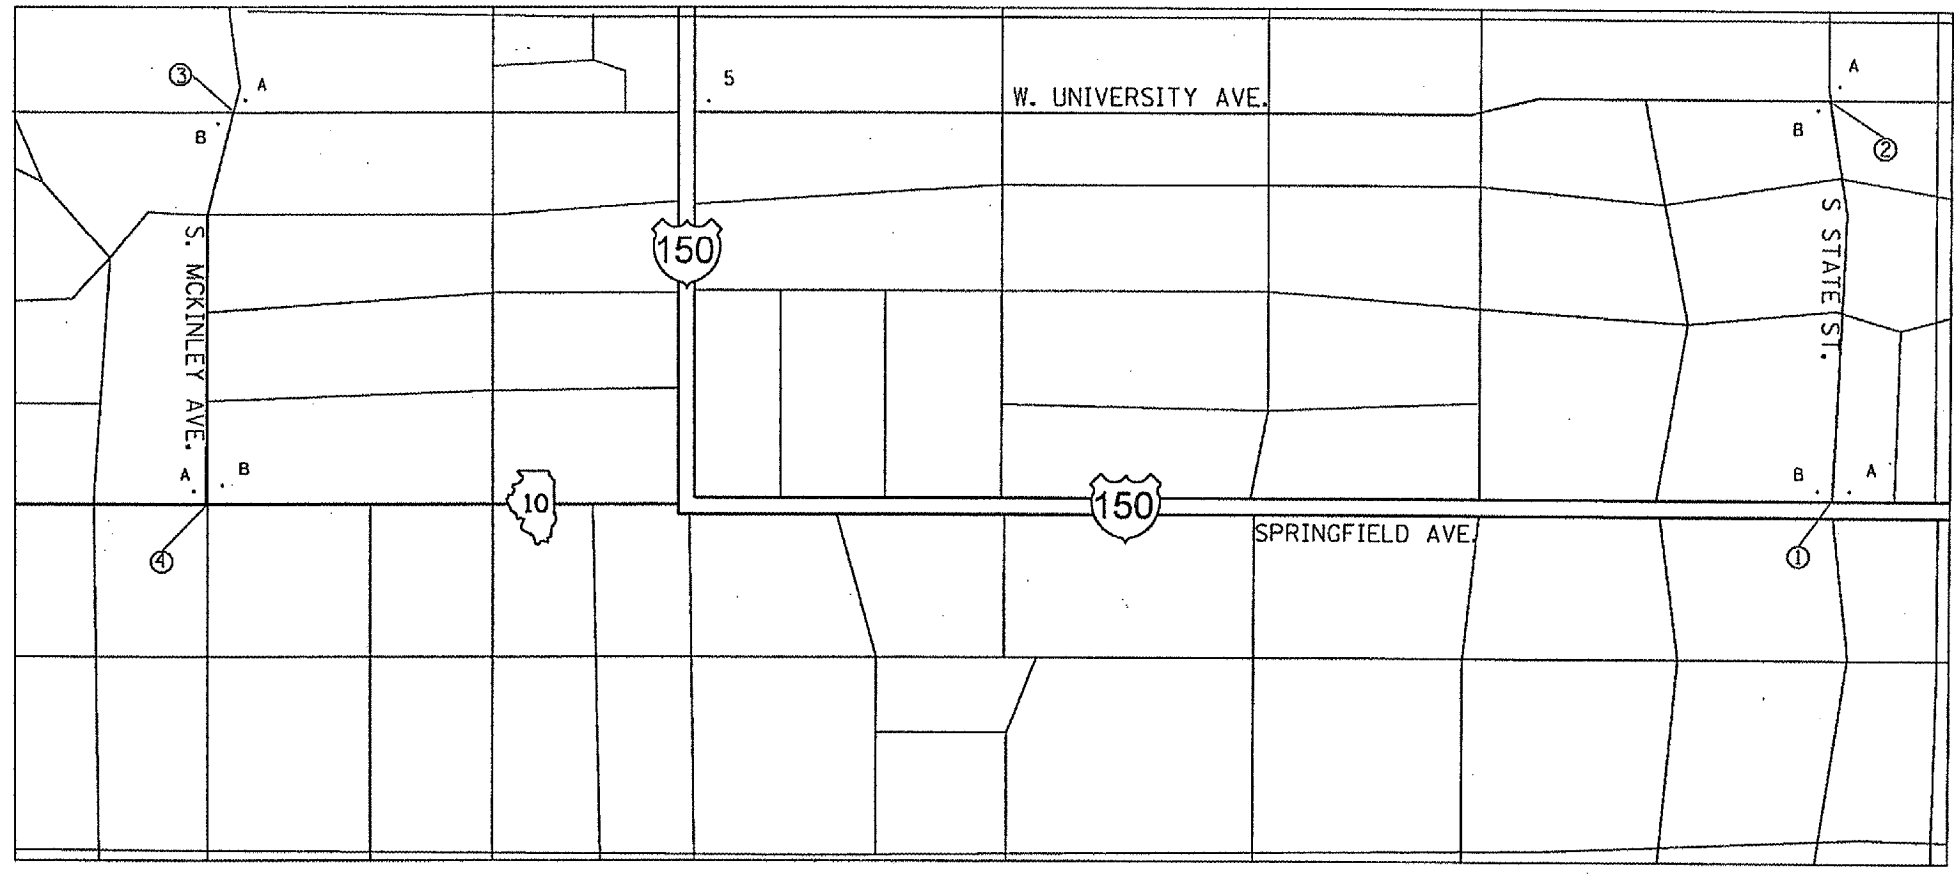 A
5
A
3
W. UNIVERSITY AVE.
B
B
2
S. MCKINLEY AVE.
S STATE ST.
150
A
B
B
A
10
150
SPRINGFIELD AVE.
4
1